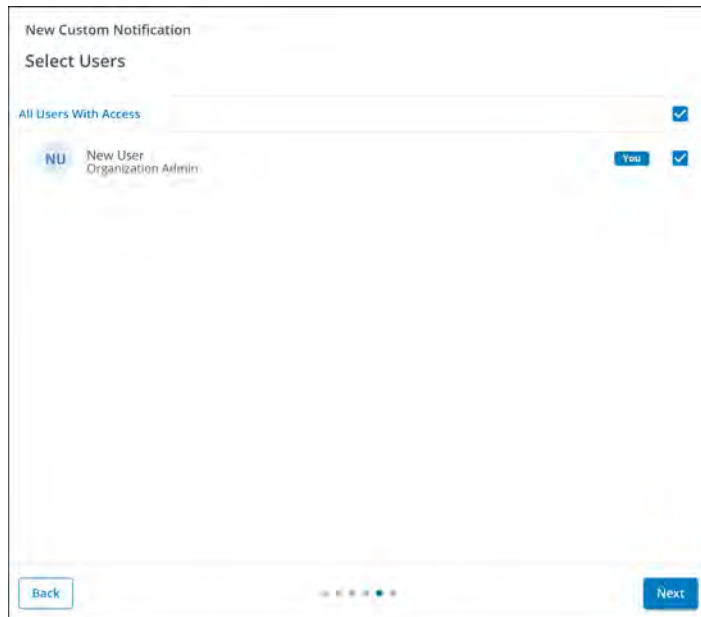 New Custom Notification
Select Users
All Users With Access
NU
New User
You
Organization Admin
Back
Next